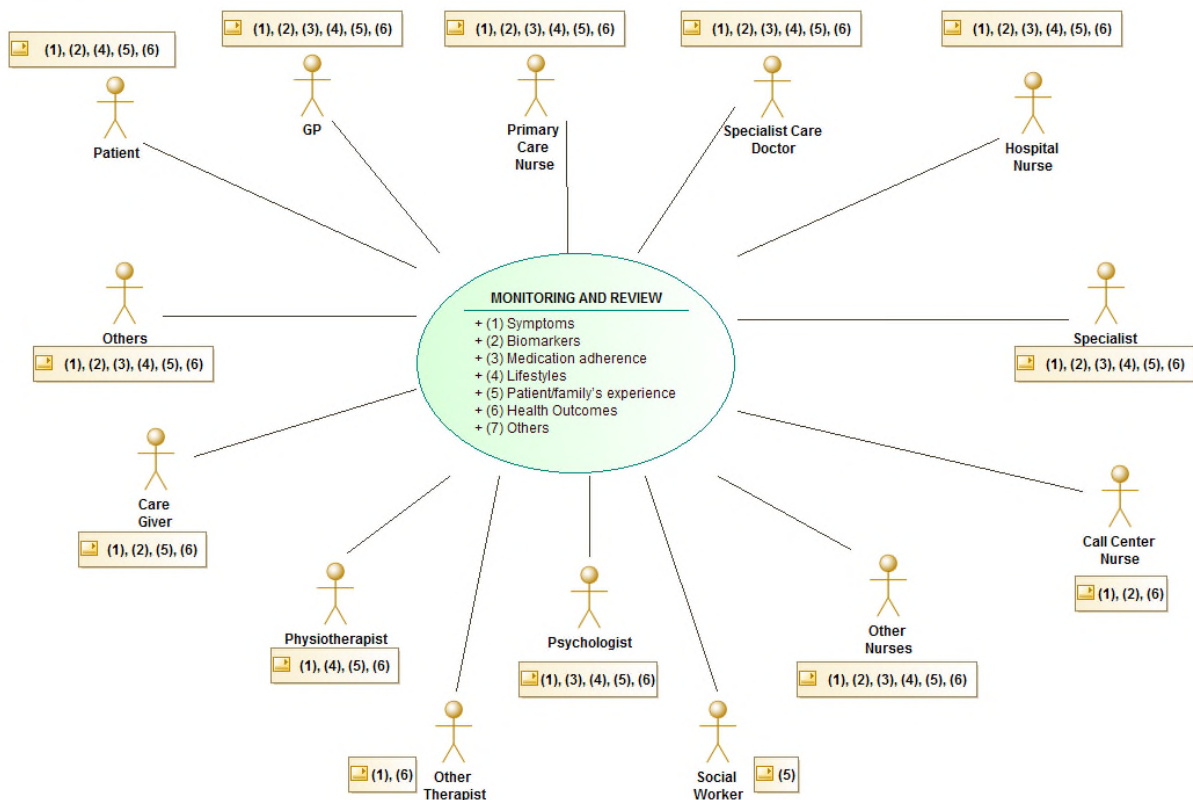 (1), (2), (4), (5), (6)
Patient
(1), (2), (3), (4), (5), (6)
GP
(1), (2), (3), (4), (5), (6)
Primary
Care
Nurse
(1), (2), (3), (4), (5), (6)
Specialist Care
Doctor
(1), (2), (3), (4), (5), (6)
Hospital
Nurse
MONITORING AND REVIEW
+ (1) Symptoms
+ (2) Biomarkers
+ (3) Medication adherence
+ (4) Lifestyles
+ (5) Patient/family's experience
+ (6) Health Outcomes
+ (7) Others
Others
(1), (2), (3), (4), (5), (6)
Specialist
(1), (2), (3), (4), (5), (6)
Care
Giver
(1), (2), (5), (6)
Call Center
Nurse
(1), (2), (6)
Physiotherapist
(1), (4), (5), (6)
Psychologist
(1), (3), (4), (5), (6)
Other
Nurses
(1), (2), (3), (4), (5), (6)
(1), (6)
Other
Therapist
Social
Worker
(5)